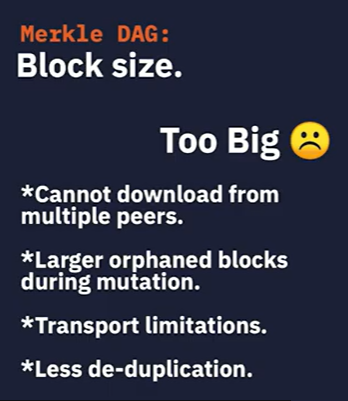 Merkle DAG:
Block size.
Too Big ☹️
*Cannot download from
multiple peers.
*Larger orphaned blocks
during mutation.
*Transport limitations.
*Less de-duplication.